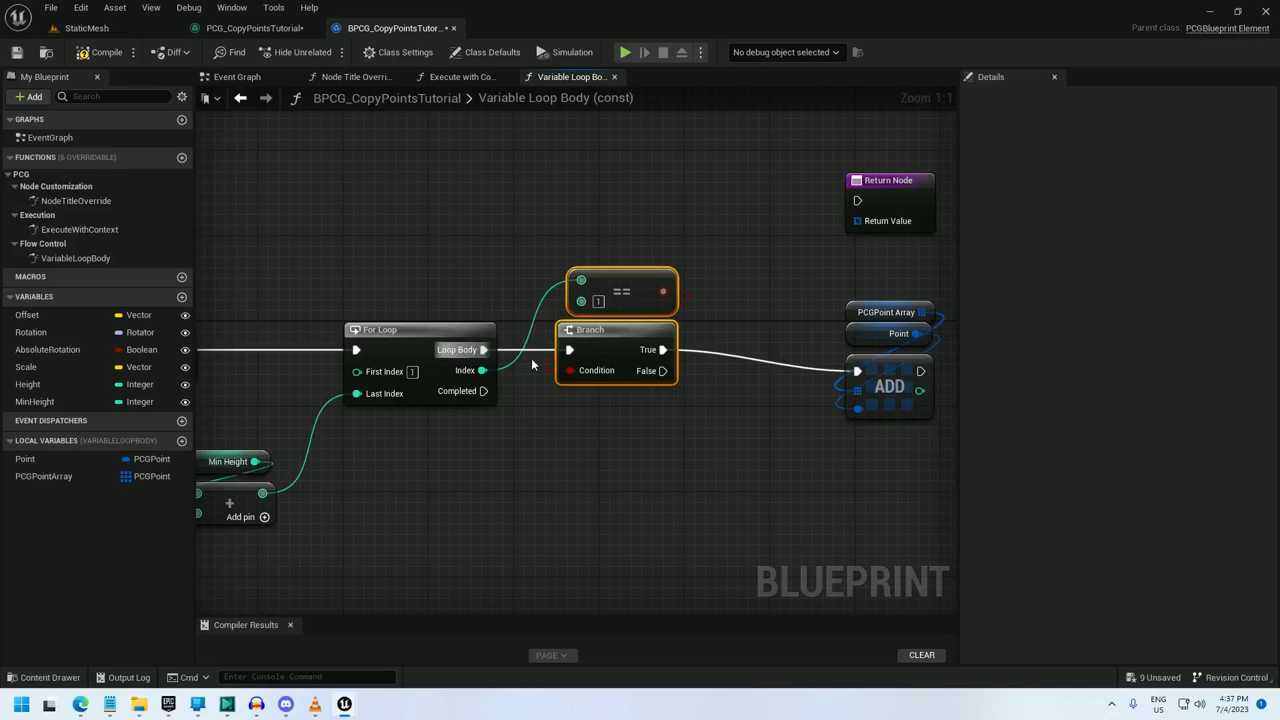 File Edit Asset View Debug Window Tools Help
StaticMesh PCG_CopyPointsTutorial* BPCG_CopyPointsTutor...*
Parent class: PCGBlueprint Element
Compile Diff Find Hide Unrelated Class Settings Class Defaults Simulation No debug object selected
My Blueprint Event Graph Node Title Overri... Execute with Co... Variable Loop Bo... Details
Add Search BPCG_CopyPointsTutorial > Variable Loop Body (const) Zoom 1:1
GRAPHS
EventGraph
FUNCTIONS (6 OVERRIDABLE)
PCG
Node Customization
NodeTitleOverride
Execution
ExecuteWithContext
Flow Control
VariableLoopBody
MACROS
VARIABLES
Offset Vector
Rotation Rotator
AbsoluteRotation Boolean
Scale Vector
Height Integer
MinHeight Integer
EVENT DISPATCHERS
LOCAL VARIABLES (VARIABLELOOPBODY)
Point PCGPoint
PCGPointArray PCGPoint
Return Node
Return Value
==
1
For Loop
Loop Body
First Index 1
Index
Last Index
Completed
Branch
True
Condition False
PCGPoint Array
Point
ADD
Min Height
+
Add pin
BLUEPRINT
Compiler Results
PAGE CLEAR
Content Drawer Output Log Cmd Enter Console Command 9 Unsaved Revision Control
ENG
US
4:37 PM
7/4/2023
1